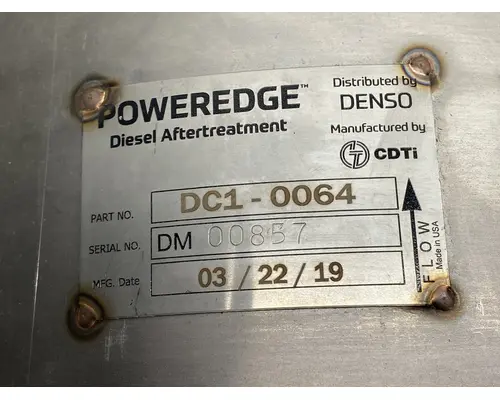 POWEREDGE™
Diesel Aftertreatment
Distributed by
DENSO
Manufactured by
CDTi
PART NO. DC1-0064
SERIAL NO. DM 00857
MFG. Date 03 / 22 / 19
FLOW
Made in USA